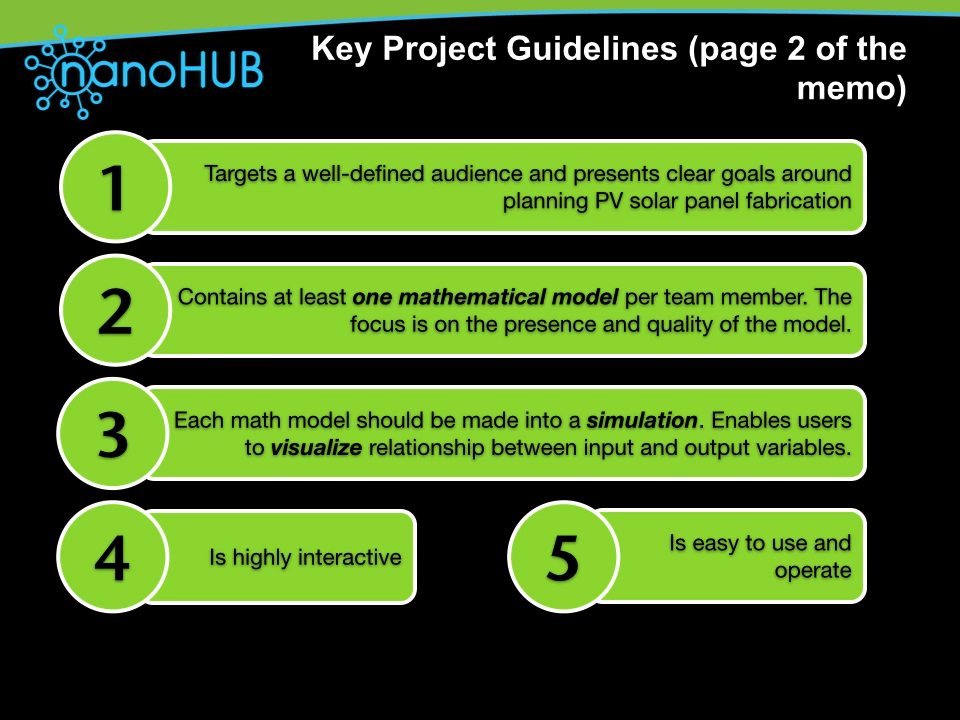 nanoHUB
Key Project Guidelines (page 2 of the
memo)
1
Targets a well-defined audience and presents clear goals around
planning PV solar panel fabrication
2
Contains at least one mathematical model per team member. The
focus is on the presence and quality of the model.
3
Each math model should be made into a simulation. Enables users
to visualize relationship between input and output variables.
4
Is highly interactive
5
Is easy to use and
operate